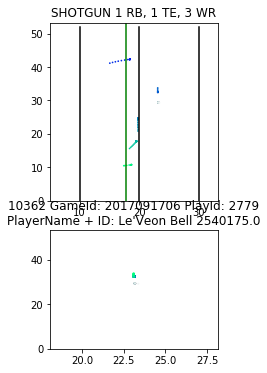 SHOTGUN 1 RB, 1 TE, 3 WR
50
40
30
20
10
0
10 20 30
10362 GameId: 2017091706 PlayId: 2779
PlayerName + ID: Le'Veon Bell 2540175.0
40
20
0
20.0 22.5 25.0 27.5